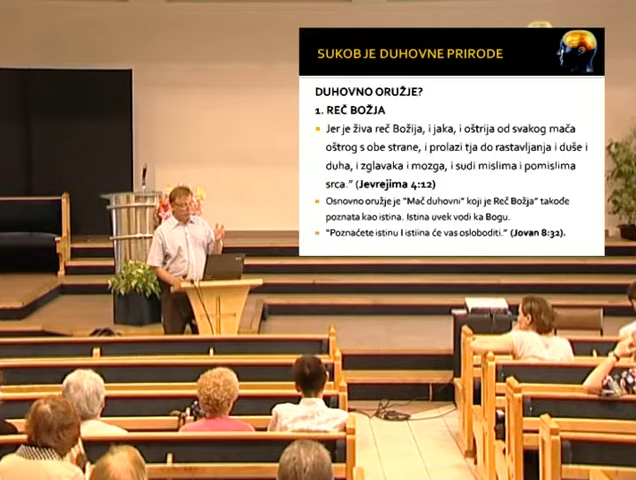 SUKOB JE DUHOVNE PRIRODE
DUHOVNO ORUŽJE?
1. REČ BOŽJA
Jer je živa reč Božija, i jaka, i oštrija od svakog mača
oštrog s obe strane, i prolazi tja do rastavljanja i duše i
duha, i zglavaka i mozga, i sudi mislima i pomislima
srca." (Jevrejima 4:12)
Osnovno oružje je "Mač duhovni" koji je Reč Božja" takođe
poznata kao istina. Istina uvek vodi ka Bogu.
"Poznaćete istinu I istiina će vas osloboditi." (Jovan 8:32).